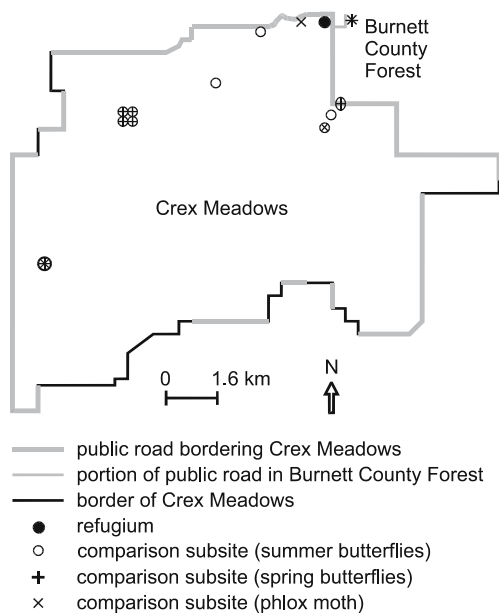 Burnett
County
Forest
Crex Meadows
0 1.6 km
N
public road bordering Crex Meadows
portion of public road in Burnett County Forest
border of Crex Meadows
refugium
comparison subsite (summer butterflies)
comparison subsite (spring butterflies)
comparison subsite (phlox moth)